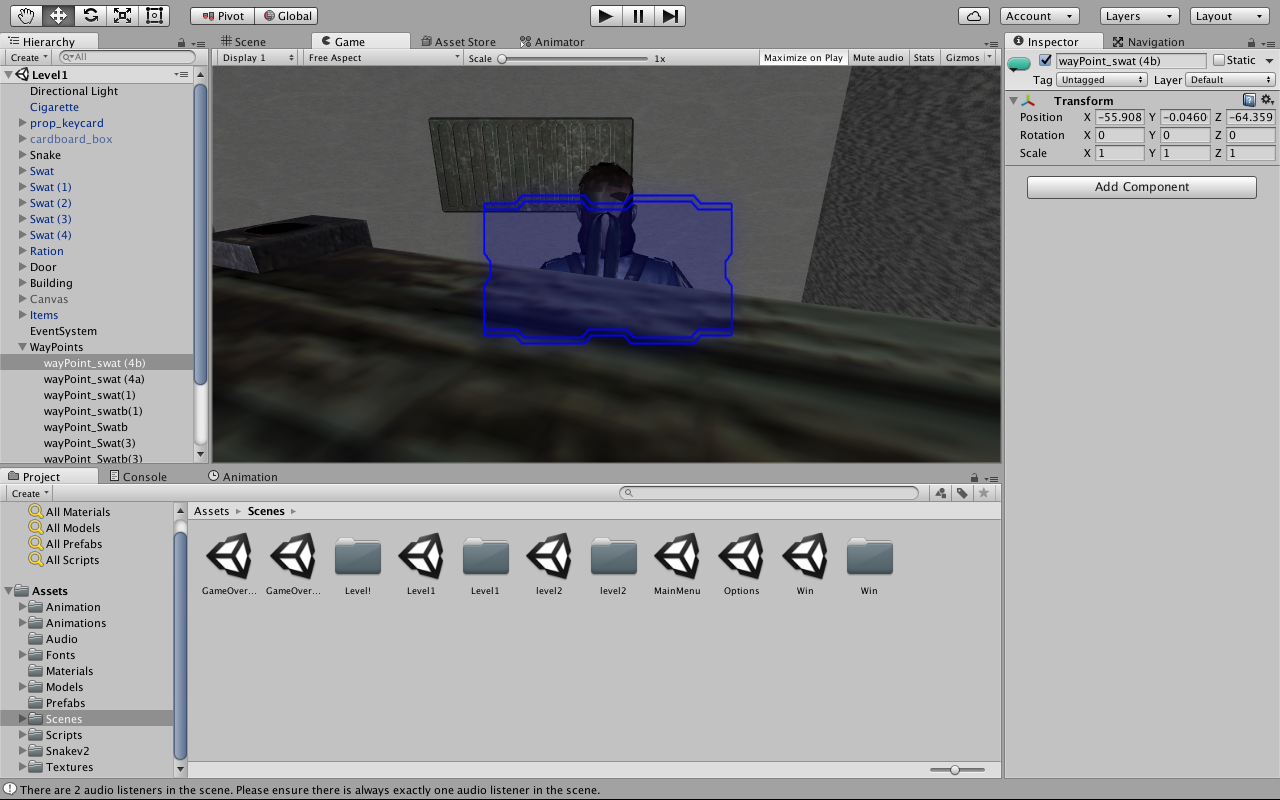 Pivot Global Account Layers Layout
Hierarchy
Create All
Level1
Directional Light
Cigarette
prop_keycard
cardboard_box
Snake
Swat
Swat (1)
Swat (2)
Swat (3)
Swat (4)
Ration
Door
Building
Canvas
Items
EventSystem
WayPoints
wayPoint_swat (4b)
wayPoint_swat (4a)
wayPoint_swat(1)
wayPoint_swatb(1)
wayPoint_Swatb
wayPoint_Swat(3)
wayPoint_Swatb(3)
Scene Game Asset Store Animator
Display 1 Free Aspect Scale 1x Maximize on Play Mute audio Stats Gizmos
Inspector Navigation
wayPoint_swat (4b) Static
Tag Untagged Layer Default
Transform
Position X -55.908 Y -0.0460 Z -64.359
Rotation X 0 Y 0 Z 0
Scale X 1 Y 1 Z 1
Add Component
Project Console Animation
Create
All Materials
All Models
All Prefabs
All Scripts
Assets
Animation
Animations
Audio
Fonts
Materials
Models
Prefabs
Scenes
Scripts
Snakev2
Textures
Assets Scenes
GameOver... GameOver... Level! Level1 Level1 level2 level2 MainMenu Options Win Win
There are 2 audio listeners in the scene. Please ensure there is always exactly one audio listener in the scene.